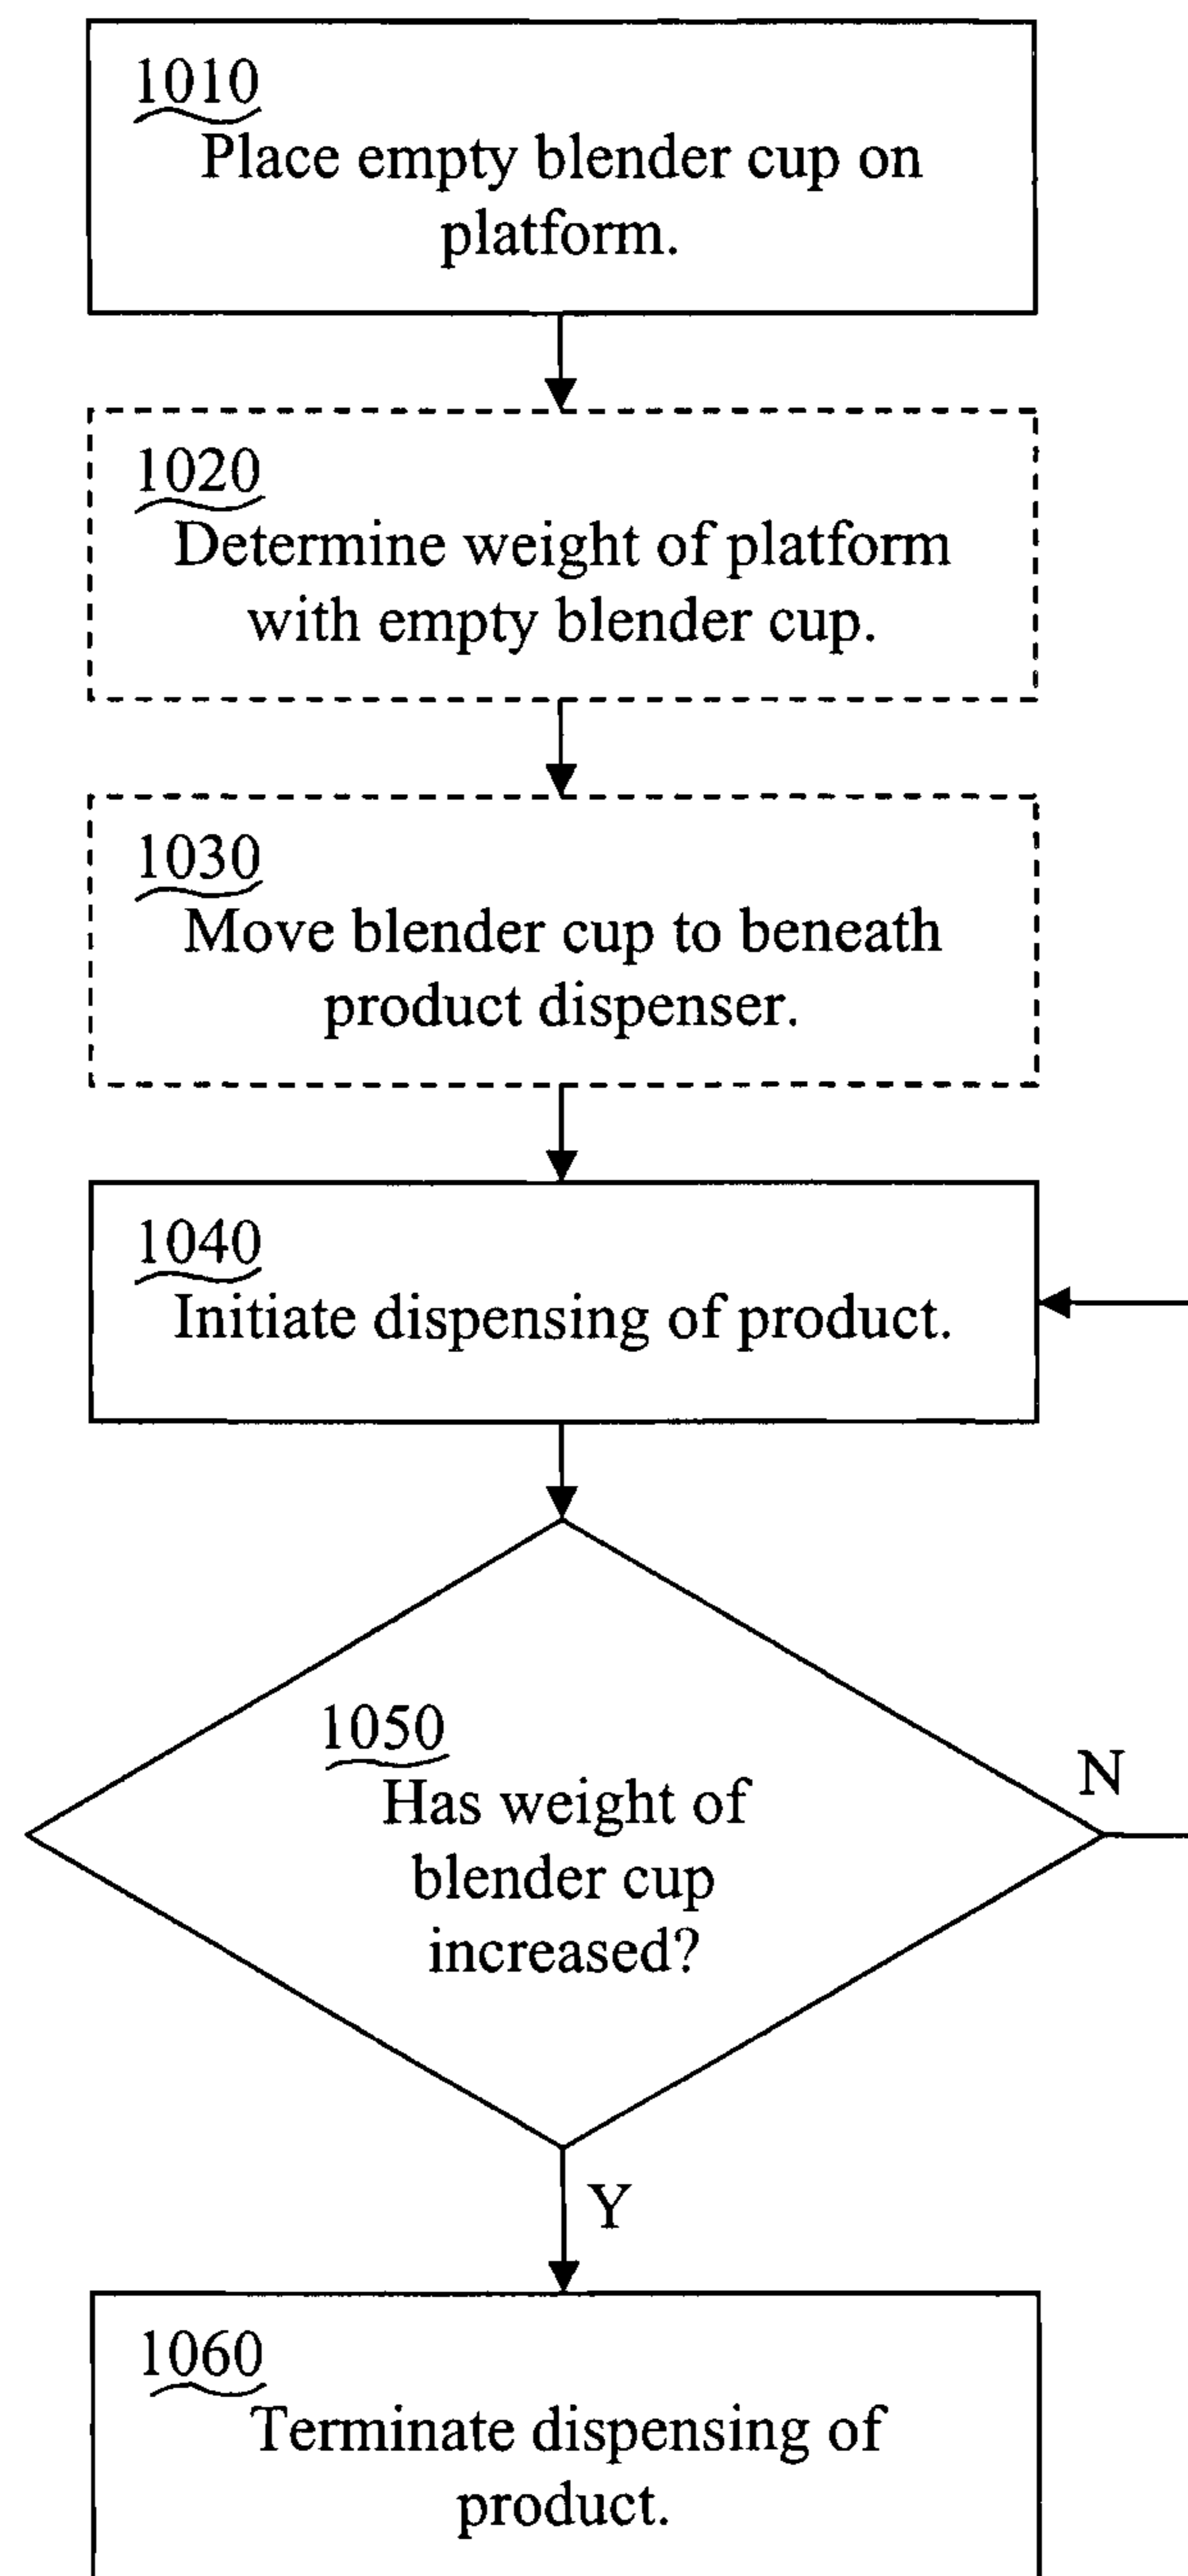 1010
Place empty blender cup on
platform.
1020
Determine weight of platform
with empty blender cup.
1030
Move blender cup to beneath
product dispenser.
1040
Initiate dispensing of product.
1050
Has weight of
blender cup
increased?
N
Y
1060
Terminate dispensing of
product.